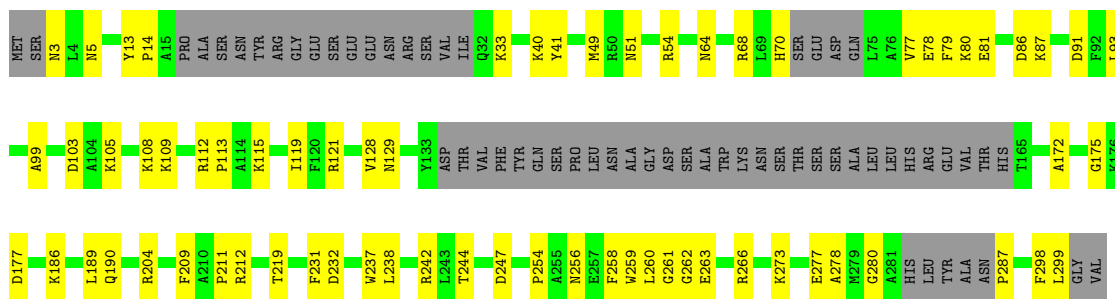 MET SER N3 L4 N5 Y13 P14 A15 PRO ALA SER ASN TYR ARG GLY GLU SER GLU GLU ASN ARG SER VAL ILE Q32 K33 K40 Y41 M49 R50 N51 R54 N64 R68 L69 H70 SER GLU ASP GLN L75 A76 V77 E78 F79 K80 E81 D86 K87 D91 F92
A99 D103 A104 K105 K108 K109 R112 P113 A114 K115 I119 F120 R121 V128 N129 Y133 ASP THR VAL PHE TYR GLN SER PRO LEU ASN ALA GLY ASP SER ALA TRP LYS ASN SER THR SER SER ALA LEU LEU HIS ARG GLU VAL THR HIS T165 A172 G175 K176
D177 K186 L189 Q190 R204 F209 A210 P211 R212 T219 F231 D232 W237 L238 R242 L243 T244 D247 P254 A255 N256 E257 F258 W259 L260 G261 G262 E263 R266 K273 E277 A278 M279 G280 A281 HIS LEU TYR ALA ASN P287 F298 L299 GLY VAL